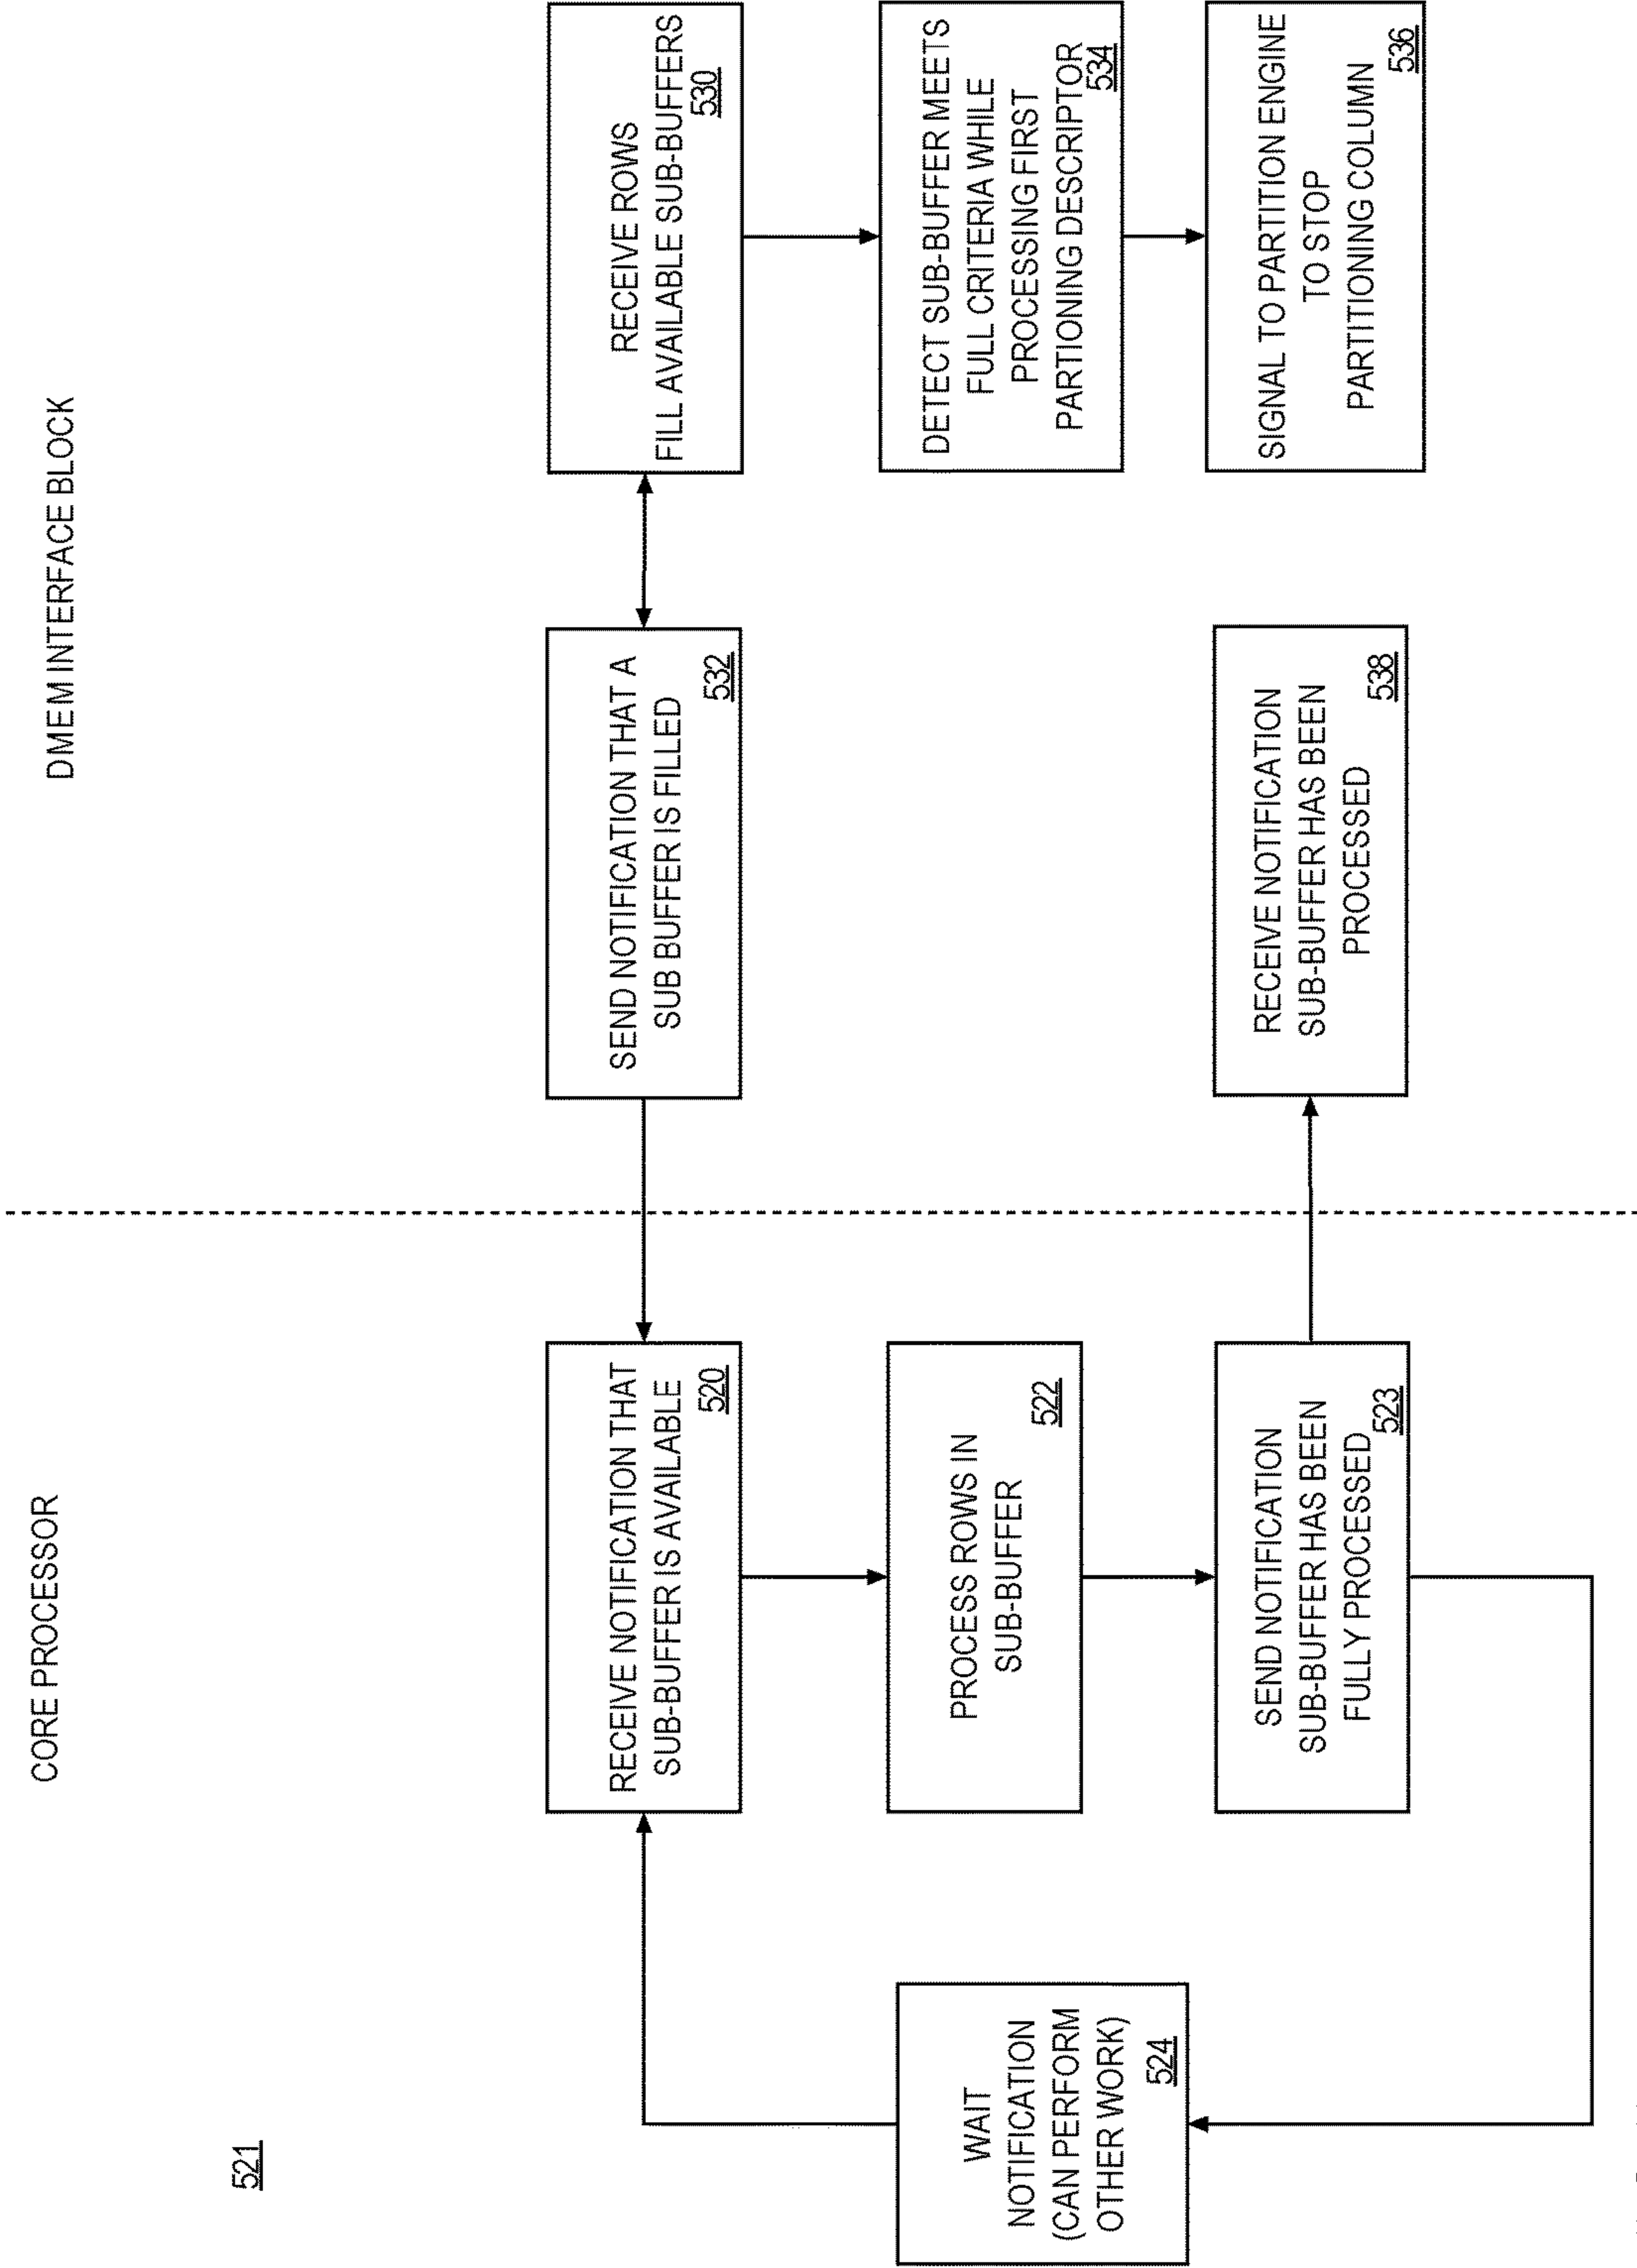 521
CORE PROCESSOR
DMEM INTERFACE BLOCK
WAIT
NOTIFICATION
(CAN PERFORM
OTHER WORK)
524
RECEIVE NOTIFICATION THAT
SUB-BUFFER IS AVAILABLE
520
PROCESS ROWS IN
SUB-BUFFER
522
SEND NOTIFICATION
SUB-BUFFER HAS BEEN
FULLY PROCESSED
523
SEND NOTIFICATION THAT A
SUB BUFFER IS FILLED
532
RECEIVE NOTIFICATION
SUB-BUFFER HAS BEEN
PROCESSED
538
RECEIVE ROWS
FILL AVAILABLE SUB-BUFFERS
530
DETECT SUB-BUFFER MEETS
FULL CRITERIA WHILE
PROCESSING FIRST
PARTIONING DESCRIPTOR
534
SIGNAL TO PARTITION ENGINE
TO STOP
PARTITIONING COLUMN
536